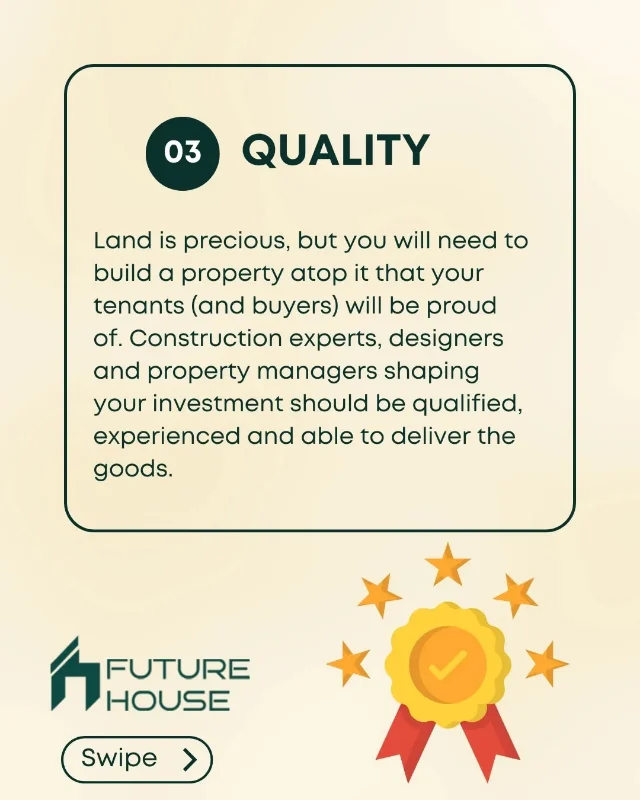 03 QUALITY
Land is precious, but you will need to
build a property atop it that your
tenants (and buyers) will be proud
of. Construction experts, designers
and property managers shaping
your investment should be qualified,
experienced and able to deliver the
goods.
FUTURE
HOUSE
Swipe